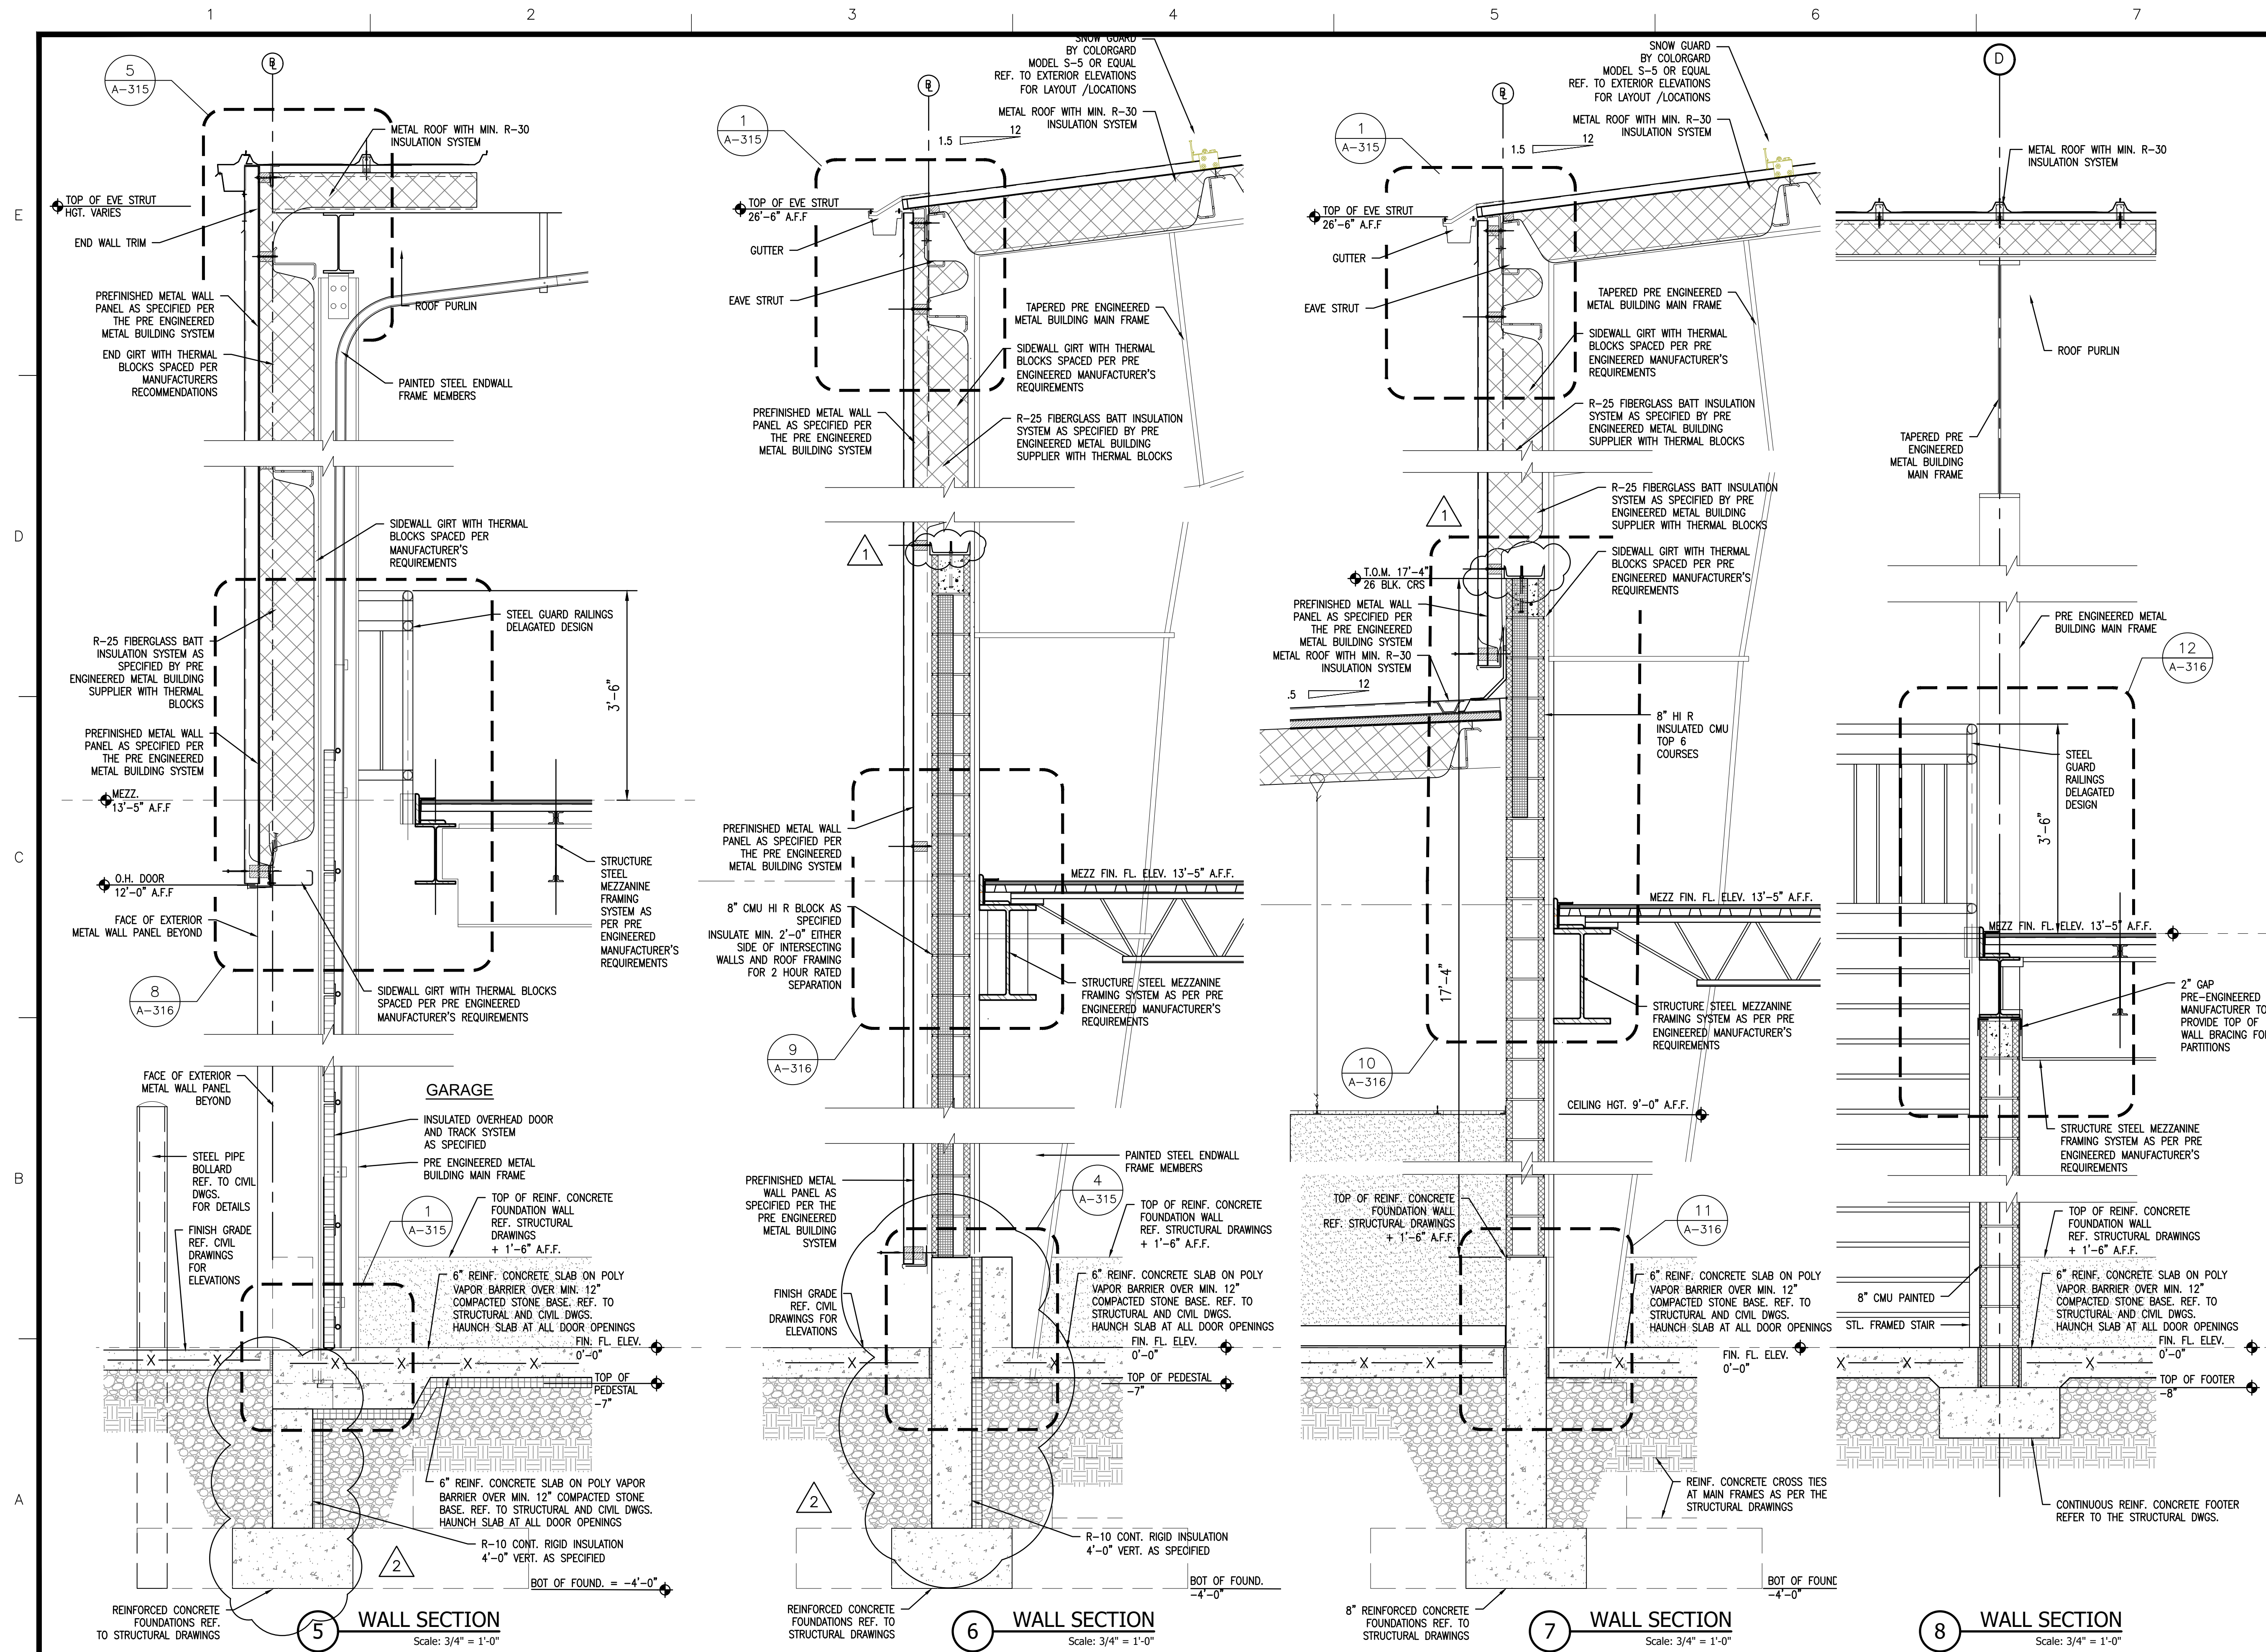 1
2
3
4
5
6
7
E
D
C
B
A
5
A-315
METAL ROOF WITH MIN. R-30
INSULATION SYSTEM
TOP OF EVE STRUT
HGT. VARIES
END WALL TRIM
PREFINISHED METAL WALL
PANEL AS SPECIFIED PER
THE PRE ENGINEERED
METAL BUILDING SYSTEM
END GIRT WITH THERMAL
BLOCKS SPACED PER
MANUFACTURERS
RECOMMENDATIONS
ROOF PURLIN
PAINTED STEEL ENDWALL
FRAME MEMBERS
SIDEWALL GIRT WITH THERMAL
BLOCKS SPACED PER
MANUFACTURER'S
REQUIREMENTS
STEEL GUARD RAILINGS
DELAGATED DESIGN
3'-6"
R-25 FIBERGLASS BATT
INSULATION SYSTEM AS
SPECIFIED BY PRE
ENGINEERED METAL BUILDING
SUPPLIER WITH THERMAL
BLOCKS
PREFINISHED METAL WALL
PANEL AS SPECIFIED PER
THE PRE ENGINEERED
METAL BUILDING SYSTEM
MEZZ.
13'-5" A.F.F
O.H. DOOR
12'-0" A.F.F
FACE OF EXTERIOR
METAL WALL PANEL BEYOND
STRUCTURE
STEEL
MEZZANINE
FRAMING
SYSTEM AS
PER PRE
ENGINEERED
MANUFACTURER'S
REQUIREMENTS
8
A-316
SIDEWALL GIRT WITH THERMAL BLOCKS
SPACED PER PRE ENGINEERED
MANUFACTURER'S REQUIREMENTS
FACE OF EXTERIOR
METAL WALL PANEL
BEYOND
GARAGE
INSULATED OVERHEAD DOOR
AND TRACK SYSTEM
AS SPECIFIED
STEEL PIPE
BOLLARD
REF. TO CIVIL
DWGS.
FOR DETAILS
PRE ENGINEERED METAL
BUILDING MAIN FRAME
1
A-315
TOP OF REINF. CONCRETE
FOUNDATION WALL
REF. STRUCTURAL
DRAWINGS
+ 1'-6" A.F.F.
FINISH GRADE
REF. CIVIL
DRAWINGS
FOR
ELEVATIONS
6" REINF. CONCRETE SLAB ON POLY
VAPOR BARRIER OVER MIN. 12"
COMPACTED STONE BASE. REF. TO
STRUCTURAL AND CIVIL DWGS.
HAUNCH SLAB AT ALL DOOR OPENINGS
FIN. FL. ELEV.
0'-0"
X X X X X X
TOP OF
PEDESTAL
-7"
6" REINF. CONCRETE SLAB ON POLY VAPOR
BARRIER OVER MIN. 12" COMPACTED STONE
BASE. REF. TO STRUCTURAL AND CIVIL DWGS.
HAUNCH SLAB AT ALL DOOR OPENINGS
R-10 CONT. RIGID INSULATION
4'-0" VERT. AS SPECIFIED
2
BOT OF FOUND. = -4'-0"
REINFORCED CONCRETE
FOUNDATIONS REF.
TO STRUCTURAL DRAWINGS
5
WALL SECTION
Scale: 3/4" = 1'-0"
SNOW GUARD
BY COLORGARD
MODEL S-5 OR EQUAL
REF. TO EXTERIOR ELEVATIONS
FOR LAYOUT /LOCATIONS
METAL ROOF WITH MIN. R-30
INSULATION SYSTEM
1
A-315
12
1.5
TOP OF EVE STRUT
26'-6" A.F.F
GUTTER
EAVE STRUT
TAPERED PRE ENGINEERED
METAL BUILDING MAIN FRAME
SIDEWALL GIRT WITH THERMAL
BLOCKS SPACED PER PRE
ENGINEERED MANUFACTURER'S
REQUIREMENTS
PREFINISHED METAL WALL
PANEL AS SPECIFIED PER
THE PRE ENGINEERED
METAL BUILDING SYSTEM
R-25 FIBERGLASS BATT INSULATION
SYSTEM AS SPECIFIED BY PRE
ENGINEERED METAL BUILDING
SUPPLIER WITH THERMAL BLOCKS
1
PREFINISHED METAL WALL
PANEL AS SPECIFIED PER
THE PRE ENGINEERED
METAL BUILDING SYSTEM
MEZZ FIN. FL. ELEV. 13'-5" A.F.F.
8" CMU HI R BLOCK AS
SPECIFIED
INSULATE MIN. 2'-0" EITHER
SIDE OF INTERSECTING
WALLS AND ROOF FRAMING
FOR 2 HOUR RATED
SEPARATION
STRUCTURE STEEL MEZZANINE
FRAMING SYSTEM AS PER PRE
ENGINEERED MANUFACTURER'S
REQUIREMENTS
9
A-316
PAINTED STEEL ENDWALL
FRAME MEMBERS
PREFINISHED METAL
WALL PANEL AS
SPECIFIED PER THE
PRE ENGINEERED
METAL BUILDING
SYSTEM
4
A-315
TOP OF REINF. CONCRETE
FOUNDATION WALL
REF. STRUCTURAL DRAWINGS
+ 1'-6" A.F.F.
FINISH GRADE
REF. CIVIL
DRAWINGS FOR
ELEVATIONS
6" REINF. CONCRETE SLAB ON POLY
VAPOR BARRIER OVER MIN. 12"
COMPACTED STONE BASE. REF. TO
STRUCTURAL AND CIVIL DWGS.
HAUNCH SLAB AT ALL DOOR OPENINGS
FIN. FL. ELEV.
0'-0"
X X
TOP OF PEDESTAL
-7"
2
R-10 CONT. RIGID INSULATION
4'-0" VERT. AS SPECIFIED
BOT OF FOUND.
-4'-0"
REINFORCED CONCRETE
FOUNDATIONS REF. TO
STRUCTURAL DRAWINGS
6
WALL SECTION
Scale: 3/4" = 1'-0"
SNOW GUARD
BY COLORGARD
MODEL S-5 OR EQUAL
REF. TO EXTERIOR ELEVATIONS
FOR LAYOUT /LOCATIONS
METAL ROOF WITH MIN. R-30
INSULATION SYSTEM
1
A-315
12
1.5
TOP OF EVE STRUT
26'-6" A.F.F
GUTTER
EAVE STRUT
TAPERED PRE ENGINEERED
METAL BUILDING MAIN FRAME
SIDEWALL GIRT WITH THERMAL
BLOCKS SPACED PER PRE
ENGINEERED MANUFACTURER'S
REQUIREMENTS
R-25 FIBERGLASS BATT INSULATION
SYSTEM AS SPECIFIED BY PRE
ENGINEERED METAL BUILDING
SUPPLIER WITH THERMAL BLOCKS
R-25 FIBERGLASS BATT INSULATION
SYSTEM AS SPECIFIED BY PRE
ENGINEERED METAL BUILDING
SUPPLIER WITH THERMAL BLOCKS
1
SIDEWALL GIRT WITH THERMAL
BLOCKS SPACED PER PRE
ENGINEERED MANUFACTURER'S
REQUIREMENTS
T.O.M. 17'-4"
26 BLK. CRS
PREFINISHED METAL WALL
PANEL AS SPECIFIED PER
THE PRE ENGINEERED
METAL BUILDING SYSTEM
METAL ROOF WITH MIN. R-30
INSULATION SYSTEM
.5
12
8" HI R
INSULATED CMU
TOP 6
COURSES
MEZZ FIN. FL. ELEV. 13'-5" A.F.F.
17'-4"
STRUCTURE STEEL MEZZANINE
FRAMING SYSTEM AS PER PRE
ENGINEERED MANUFACTURER'S
REQUIREMENTS
10
A-316
CEILING HGT. 9'-0" A.F.F.
TOP OF REINF. CONCRETE
FOUNDATION WALL
REF. STRUCTURAL DRAWINGS
+ 1'-6" A.F.F.
11
A-316
6" REINF. CONCRETE SLAB ON POLY
VAPOR BARRIER OVER MIN. 12"
COMPACTED STONE BASE. REF. TO
STRUCTURAL AND CIVIL DWGS.
HAUNCH SLAB AT ALL DOOR OPENINGS
FIN. FL. ELEV.
0'-0"
X X X
REINF. CONCRETE CROSS TIES
AT MAIN FRAMES AS PER THE
STRUCTURAL DRAWINGS
BOT OF FOUND
-4'-0"
8" REINFORCED CONCRETE
FOUNDATIONS REF. TO
STRUCTURAL DRAWINGS
7
WALL SECTION
Scale: 3/4" = 1'-0"
D
METAL ROOF WITH MIN. R-30
INSULATION SYSTEM
ROOF PURLIN
TAPERED PRE
ENGINEERED
METAL BUILDING
MAIN FRAME
PRE ENGINEERED METAL
BUILDING MAIN FRAME
12
A-316
STEEL
GUARD
RAILINGS
DELAGATED
DESIGN
3'-6"
MEZZ FIN. FL. ELEV. 13'-5" A.F.F.
2" GAP
PRE-ENGINEERED
MANUFACTURER TO
PROVIDE TOP OF
WALL BRACING FO
PARTITIONS
STRUCTURE STEEL MEZZANINE
FRAMING SYSTEM AS PER PRE
ENGINEERED MANUFACTURER'S
REQUIREMENTS
TOP OF REINF. CONCRETE
FOUNDATION WALL
REF. STRUCTURAL DRAWINGS
+ 1'-6" A.F.F.
8" CMU PAINTED
STL. FRAMED STAIR
6" REINF. CONCRETE SLAB ON POLY
VAPOR BARRIER OVER MIN. 12"
COMPACTED STONE BASE. REF. TO
STRUCTURAL AND CIVIL DWGS.
HAUNCH SLAB AT ALL DOOR OPENINGS
FIN. FL. ELEV.
0'-0"
X X X
TOP OF FOOTER
-8"
CONTINUOUS REINF. CONCRETE FOOTER
REFER TO THE STRUCTURAL DWGS.
8
WALL SECTION
Scale: 3/4" = 1'-0"